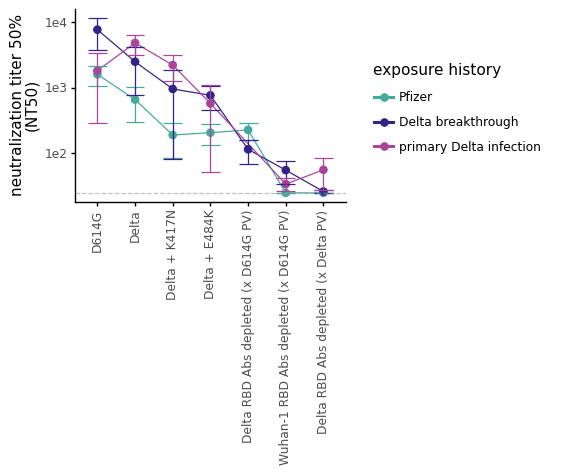 neutralization titer 50%
(NT50)
1e4
1e3
1e2
D614G
Delta
Delta + K417N
Delta + E484K
Delta RBD Abs depleted (x D614G PV)
Wuhan-1 RBD Abs depleted (x D614G PV)
Delta RBD Abs depleted (x Delta PV)
exposure history
Pfizer
Delta breakthrough
primary Delta infection